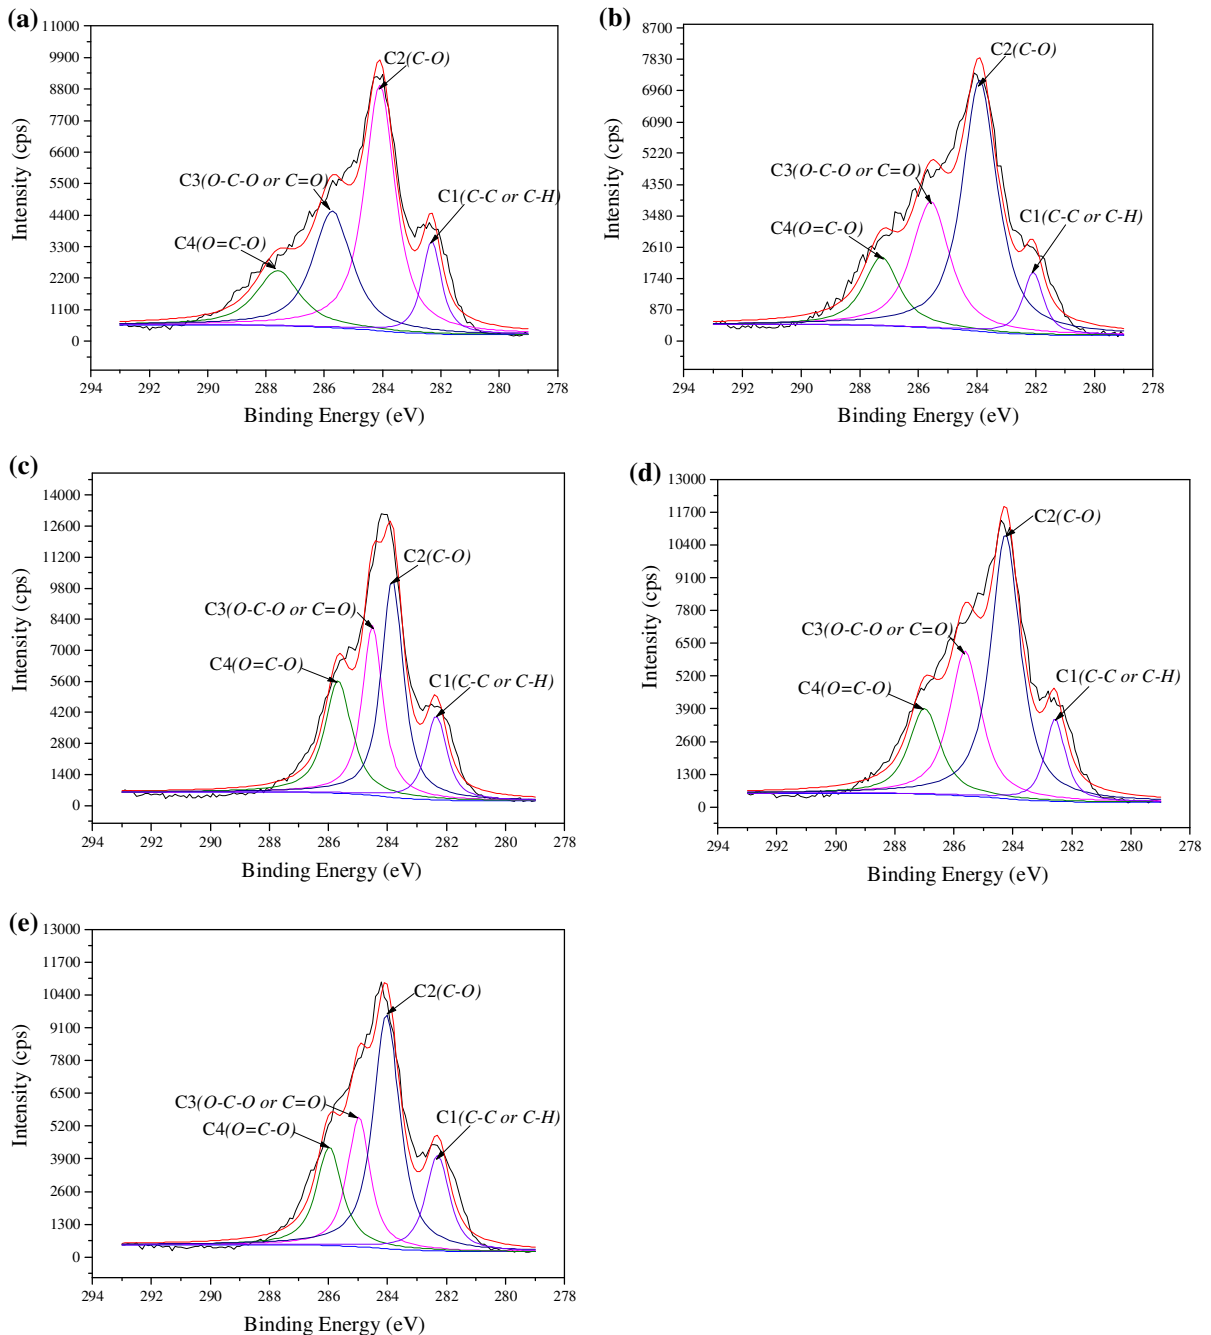 (a)
11000
9900
8800
7700
6600
5500
4400
3300
2200
1100
0
Intensity (cps)
C2(C-O)
C3(O-C-O or C=O)
C1(C-C or C-H)
C4(O=C-O)
294 292 290 288 286 284 282 280 278
Binding Energy (eV)
(b)
8700
7830
6960
6090
5220
4350
3480
2610
1740
870
0
Intensity (cps)
C2(C-O)
C3(O-C-O or C=O)
C1(C-C or C-H)
C4(O=C-O)
294 292 290 288 286 284 282 280 278
Binding Energy (eV)
(c)
14000
12600
11200
9800
8400
7000
5600
4200
2800
1400
0
Intensity (cps)
C2(C-O)
C3(O-C-O or C=O)
C4(O=C-O)
C1(C-C or C-H)
294 292 290 288 286 284 282 280 278
Binding Energy (eV)
(d)
13000
11700
10400
9100
7800
6500
5200
3900
2600
1300
0
Intensity (cps)
C2(C-O)
C3(O-C-O or C=O)
C4(O=C-O)
C1(C-C or C-H)
294 292 290 288 286 284 282 280 278
Binding Energy (eV)
(e)
13000
11700
10400
9100
7800
6500
5200
3900
2600
1300
0
Intensity (cps)
C2(C-O)
C3(O-C-O or C=O)
C4(O=C-O)
C1(C-C or C-H)
294 292 290 288 286 284 282 280 278
Binding Energy (eV)